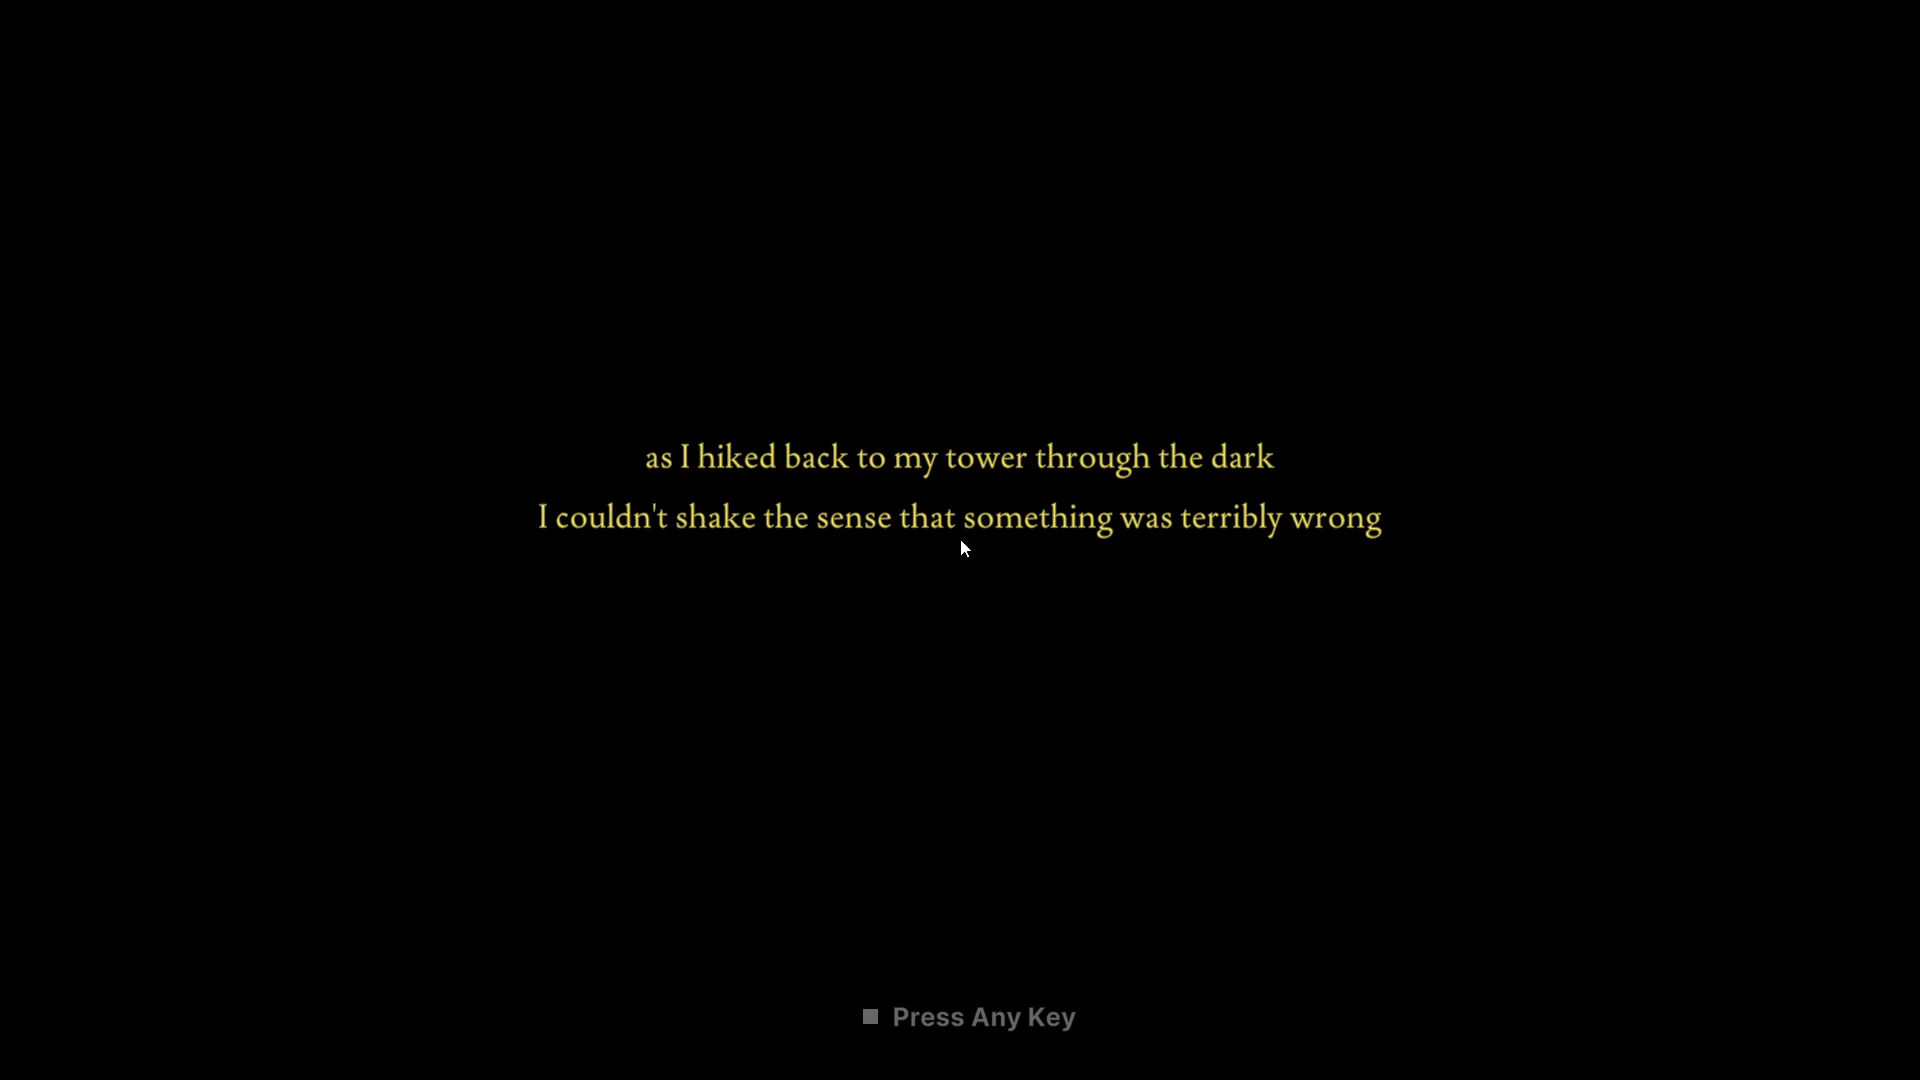 as I hiked back to my tower through the dark
I couldn't shake the sense that something was terribly wrong
Press Any Key